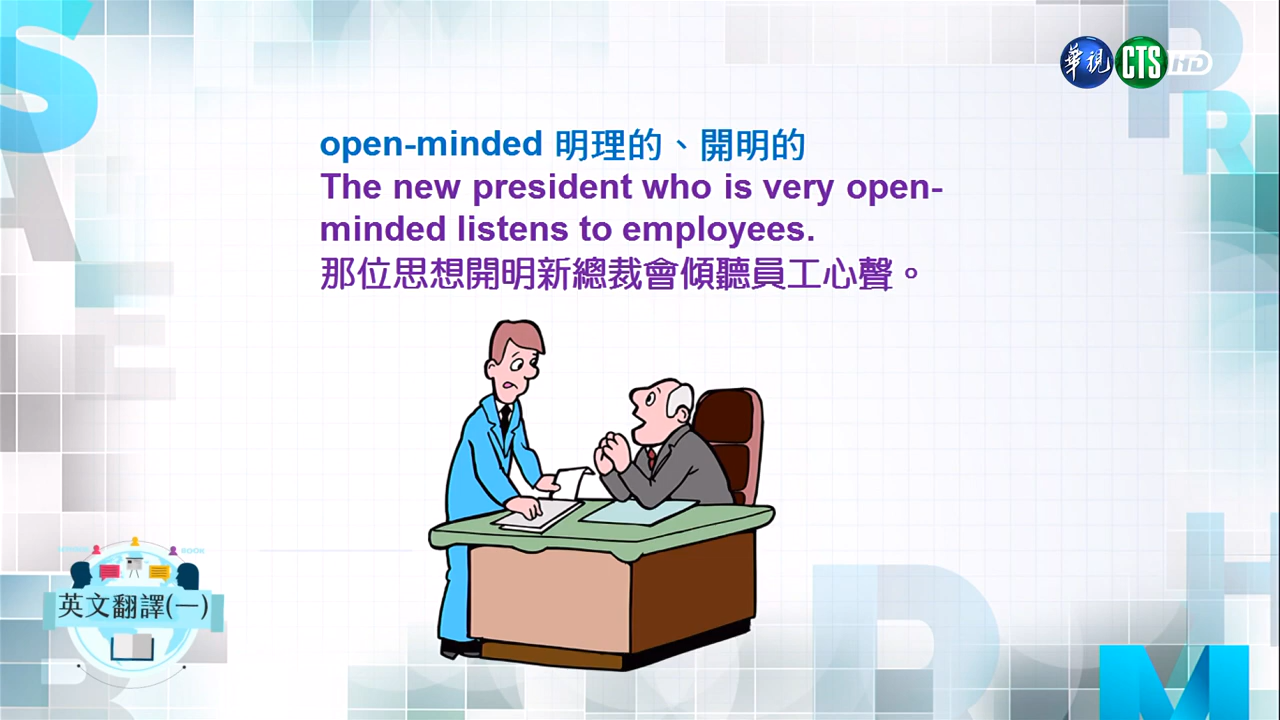 華視 CTS HD
open-minded 明理的、開明的
The new president who is very open-
minded listens to employees.
那位思想開明新總裁會傾聽員工心聲。
BOOK
英文翻譯(一)